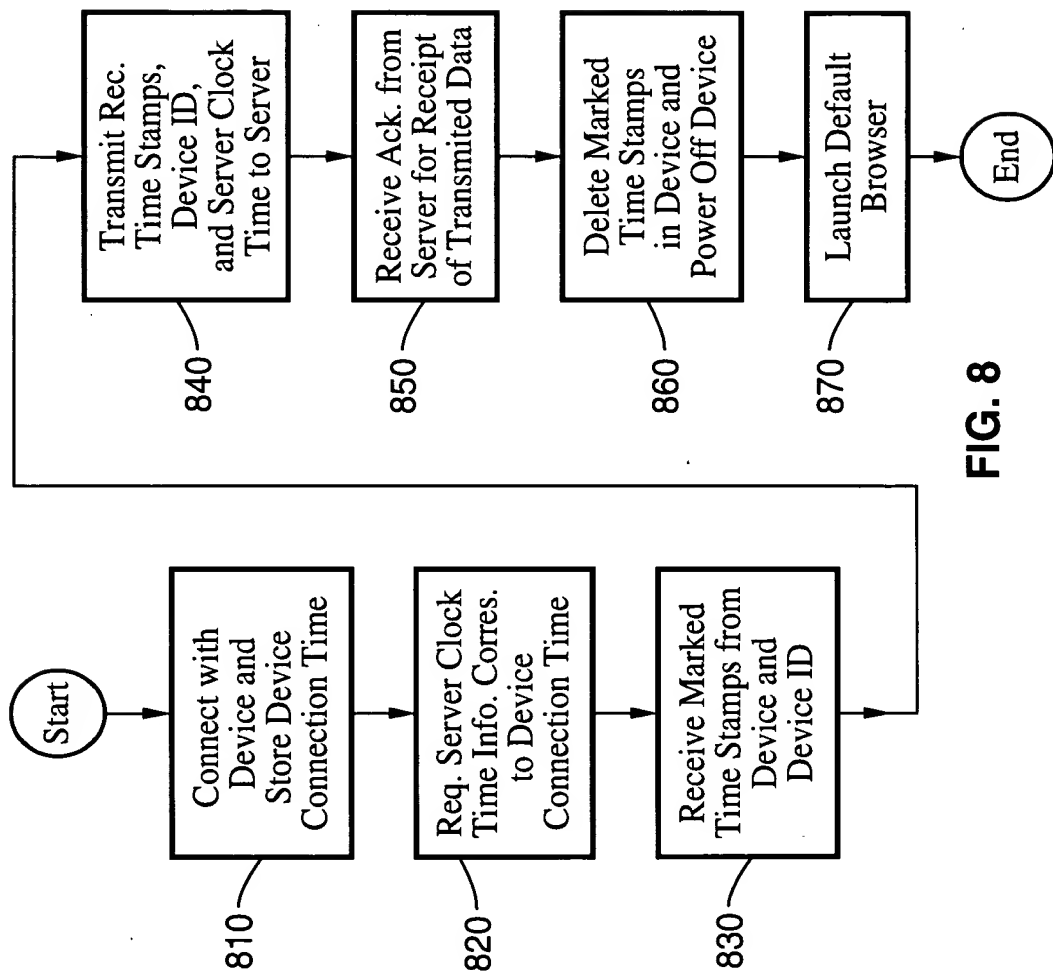 Start
810
Connect with
Device and
Store Device
Connection Time
820
Req. Server Clock
Time Info. Corres.
to Device
Connection Time
830
Receive Marked
Time Stamps from
Device and
Device ID
840
Transmit Rec.
Time Stamps,
Device ID,
and Server Clock
Time to Server
850
Receive Ack. from
Server for Receipt
of Transmited Data
860
Delete Marked
Time Stamps
in Device and
Power Off Device
870
Launch Default
Browser
End
FIG. 8